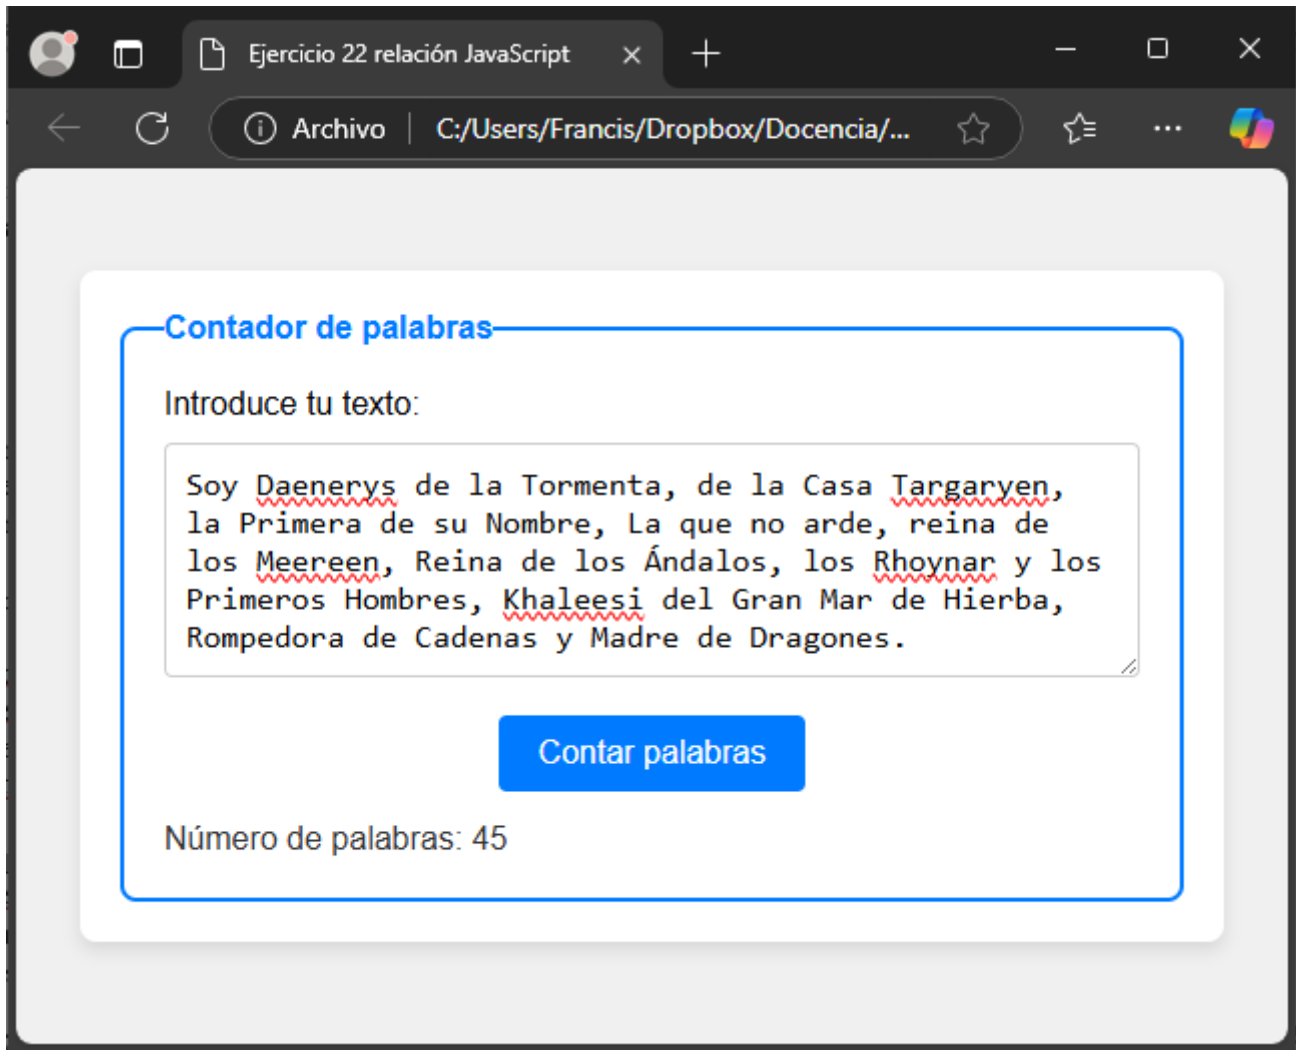 Ejercicio 22 relación JavaScript
Archivo C:/Users/Francis/Dropbox/Docencia/...
Contador de palabras
Introduce tu texto:
Soy Daenerys de la Tormenta, de la Casa Targaryen,
la Primera de su Nombre, La que no arde, reina de
los Meereen, Reina de los Ándalos, los Rhoynar y los
Primeros Hombres, Khaleesi del Gran Mar de Hierba,
Rompedora de Cadenas y Madre de Dragones.
Contar palabras
Número de palabras: 45